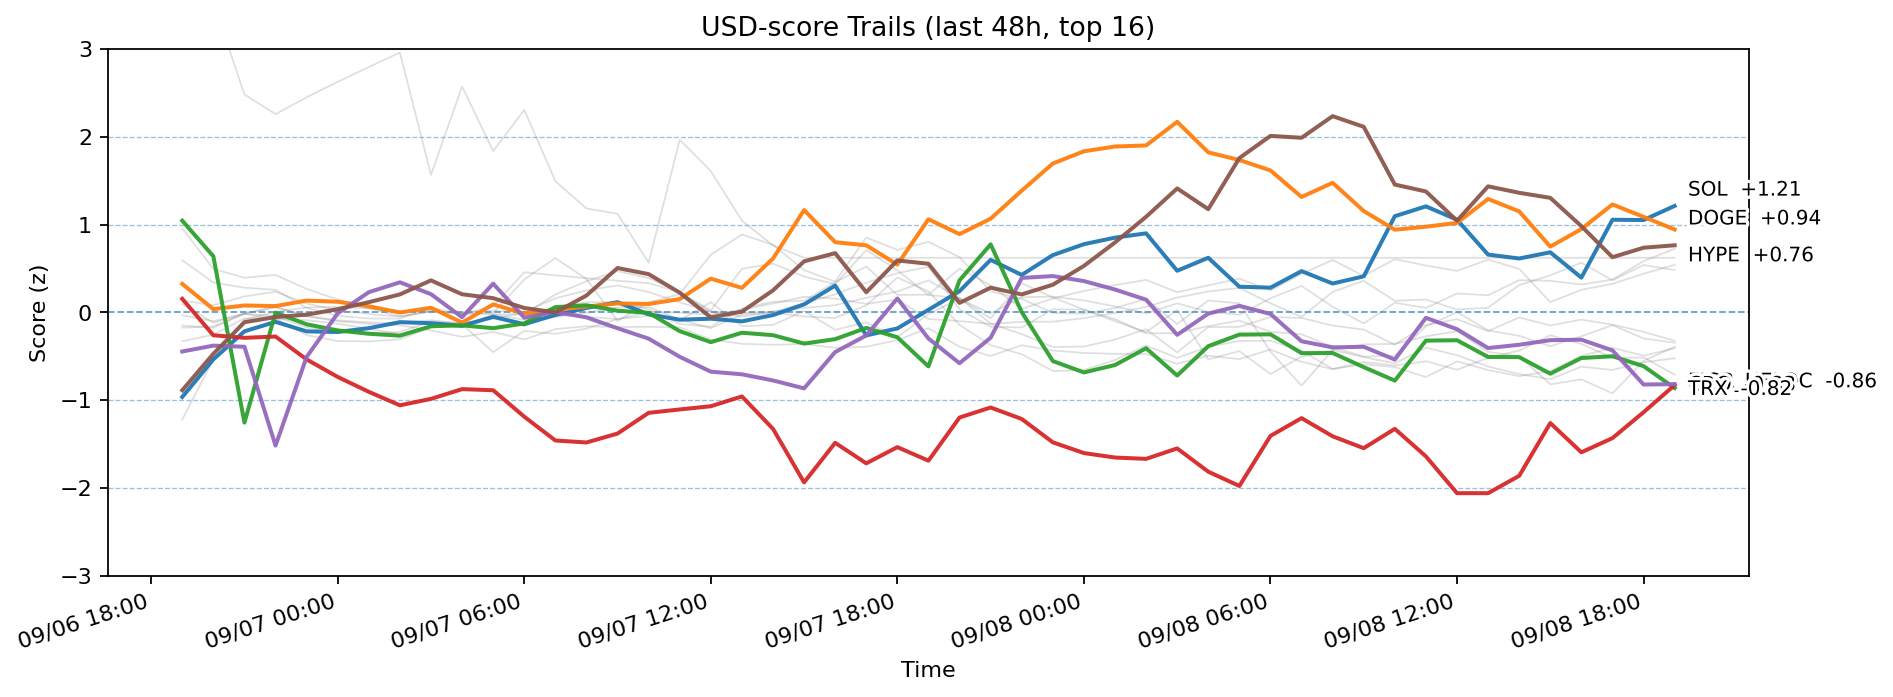 USD-score Trails (last 48h, top 16)
Score (z)
3
2
1
0
−1
−2
−3
SOL +1.21
DOGE +0.94
HYPE +0.76
-0.86
TRX -0.82
09/06 18:00
09/07 00:00
09/07 06:00
09/07 12:00
09/07 18:00
09/08 00:00
09/08 06:00
09/08 12:00
09/08 18:00
Time